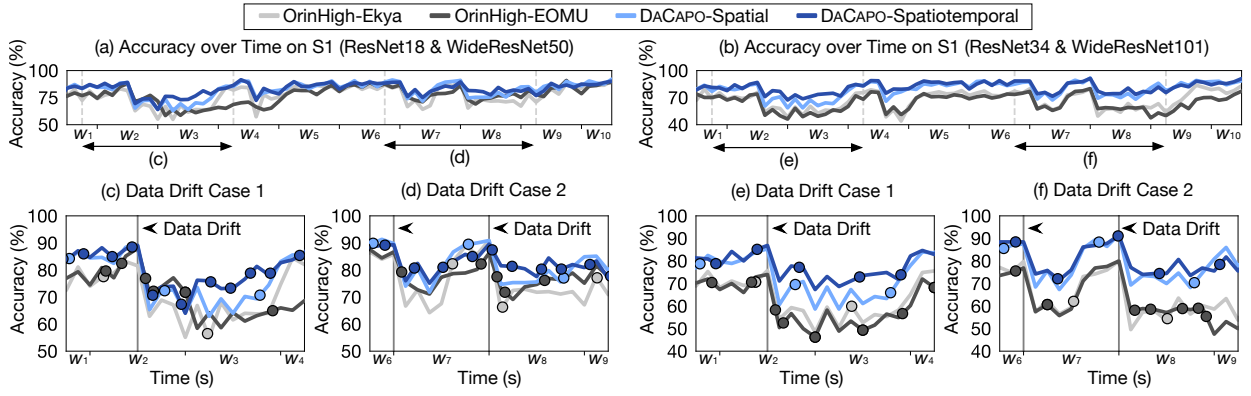 OrinHigh-Ekya OrinHigh-EOMU DACAPO-Spatial DACAPO-Spatiotemporal
(a) Accuracy over Time on S1 (ResNet18 & WideResNet50)
Accuracy (%)
100
75
50
W1 W2 W3 W4 W5 W6 W7 W8 W9 W10
(c) (d)
(b) Accuracy over Time on S1 (ResNet34 & WideResNet101)
Accuracy (%)
100
70
40
W1 W2 W3 W4 W5 W6 W7 W8 W9 W10
(e) (f)
(c) Data Drift Case 1
Accuracy (%)
100
90
80
70
60
50
Data Drift
W1 W2 W3 W4
Time (s)
(d) Data Drift Case 2
100
90
80
70
60
50
Data Drift
W6 W7 W8 W9
Time (s)
(e) Data Drift Case 1
Accuracy (%)
100
90
80
70
60
50
40
Data Drift
W1 W2 W3 W4
Time (s)
(f) Data Drift Case 2
100
90
80
70
60
50
40
Data Drift
W6 W7 W8 W9
Time (s)